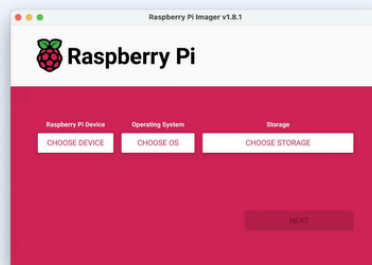 Raspberry Pi Imager v1.8.1
Raspberry Pi
Raspberry Pi Device Operating System Storage
CHOOSE DEVICE CHOOSE OS CHOOSE STORAGE
NEXT